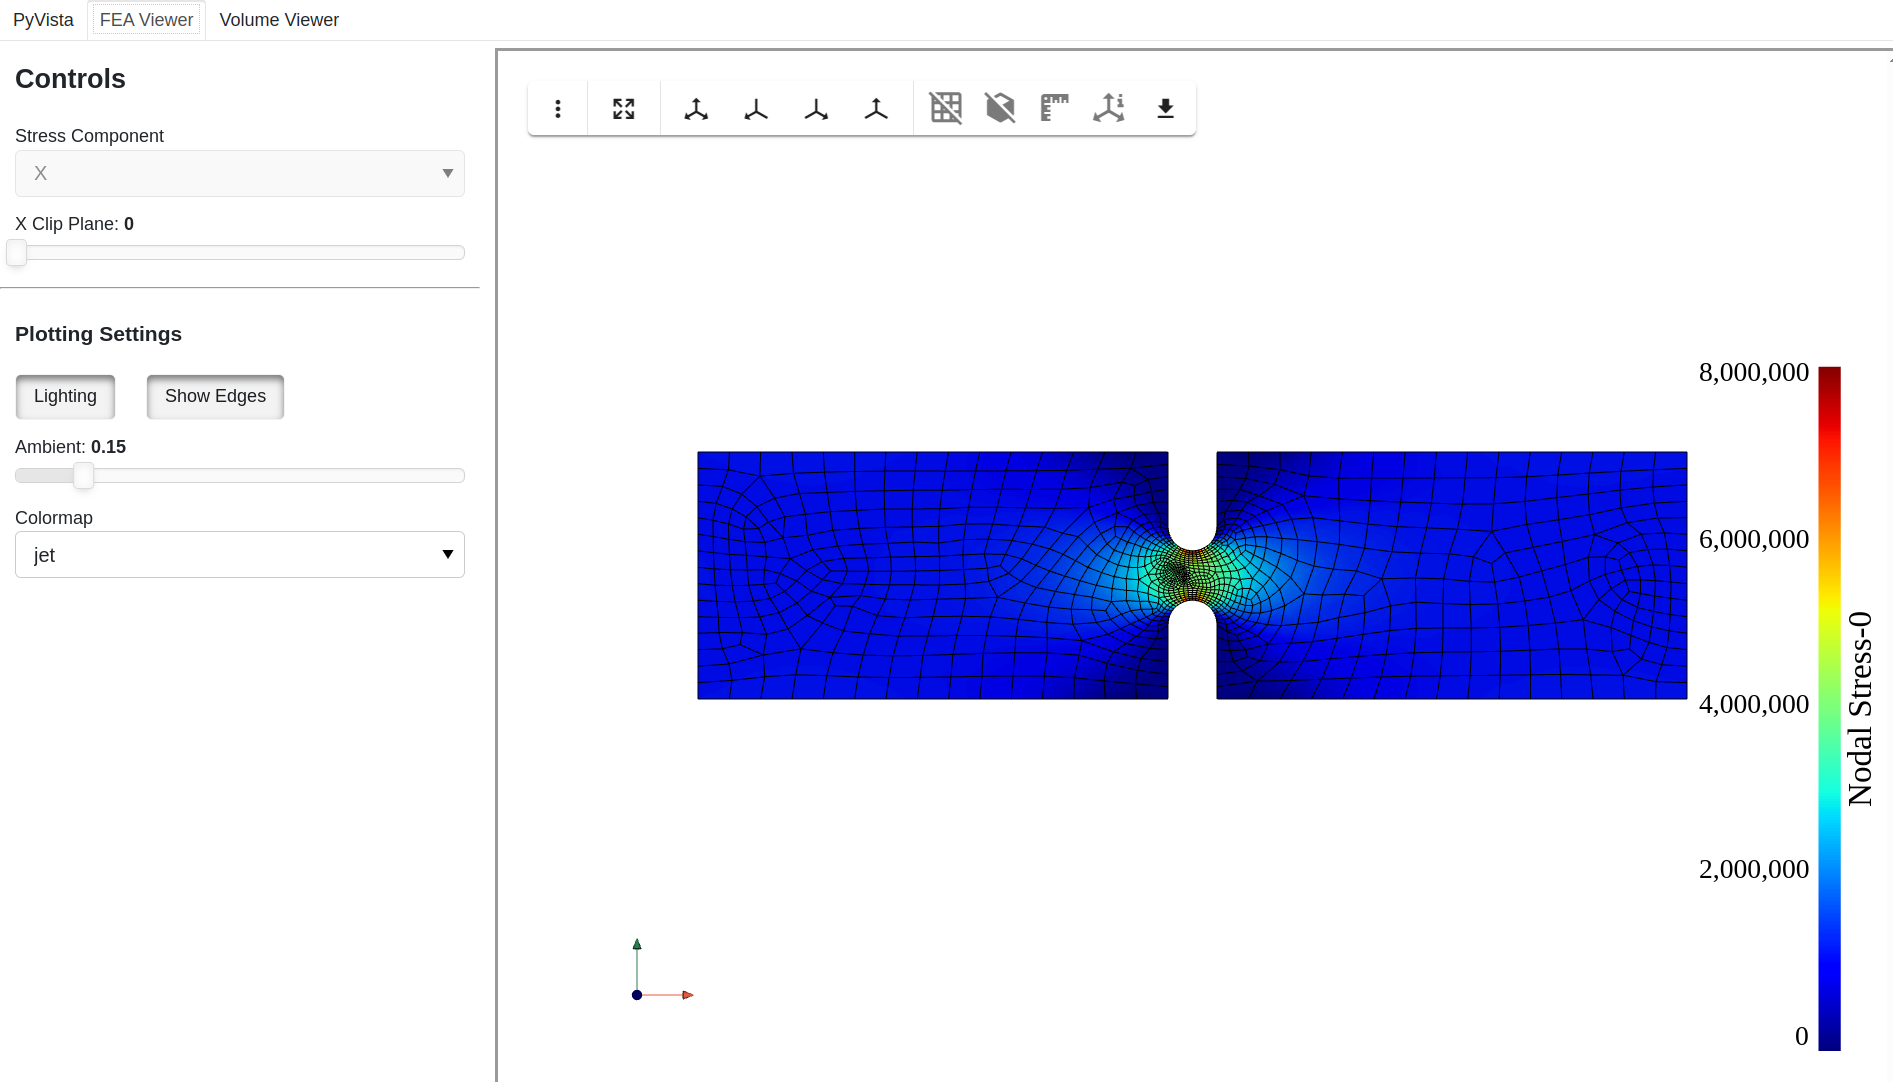 PyVista
FEA Viewer
Volume Viewer
Controls
Stress Component
X
X Clip Plane: 0
Plotting Settings
Lighting
Show Edges
Ambient: 0.15
Colormap
jet
8,000,000
6,000,000
4,000,000
2,000,000
0
Nodal Stress-0